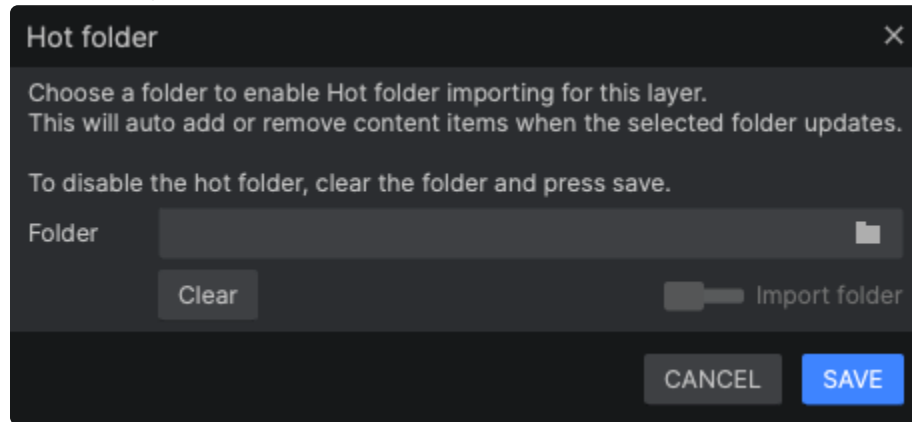 Hot folder
Choose a folder to enable Hot folder importing for this layer.
This will auto add or remove content items when the selected folder updates.
To disable the hot folder, clear the folder and press save.
Folder
Clear
Import folder
CANCEL
SAVE